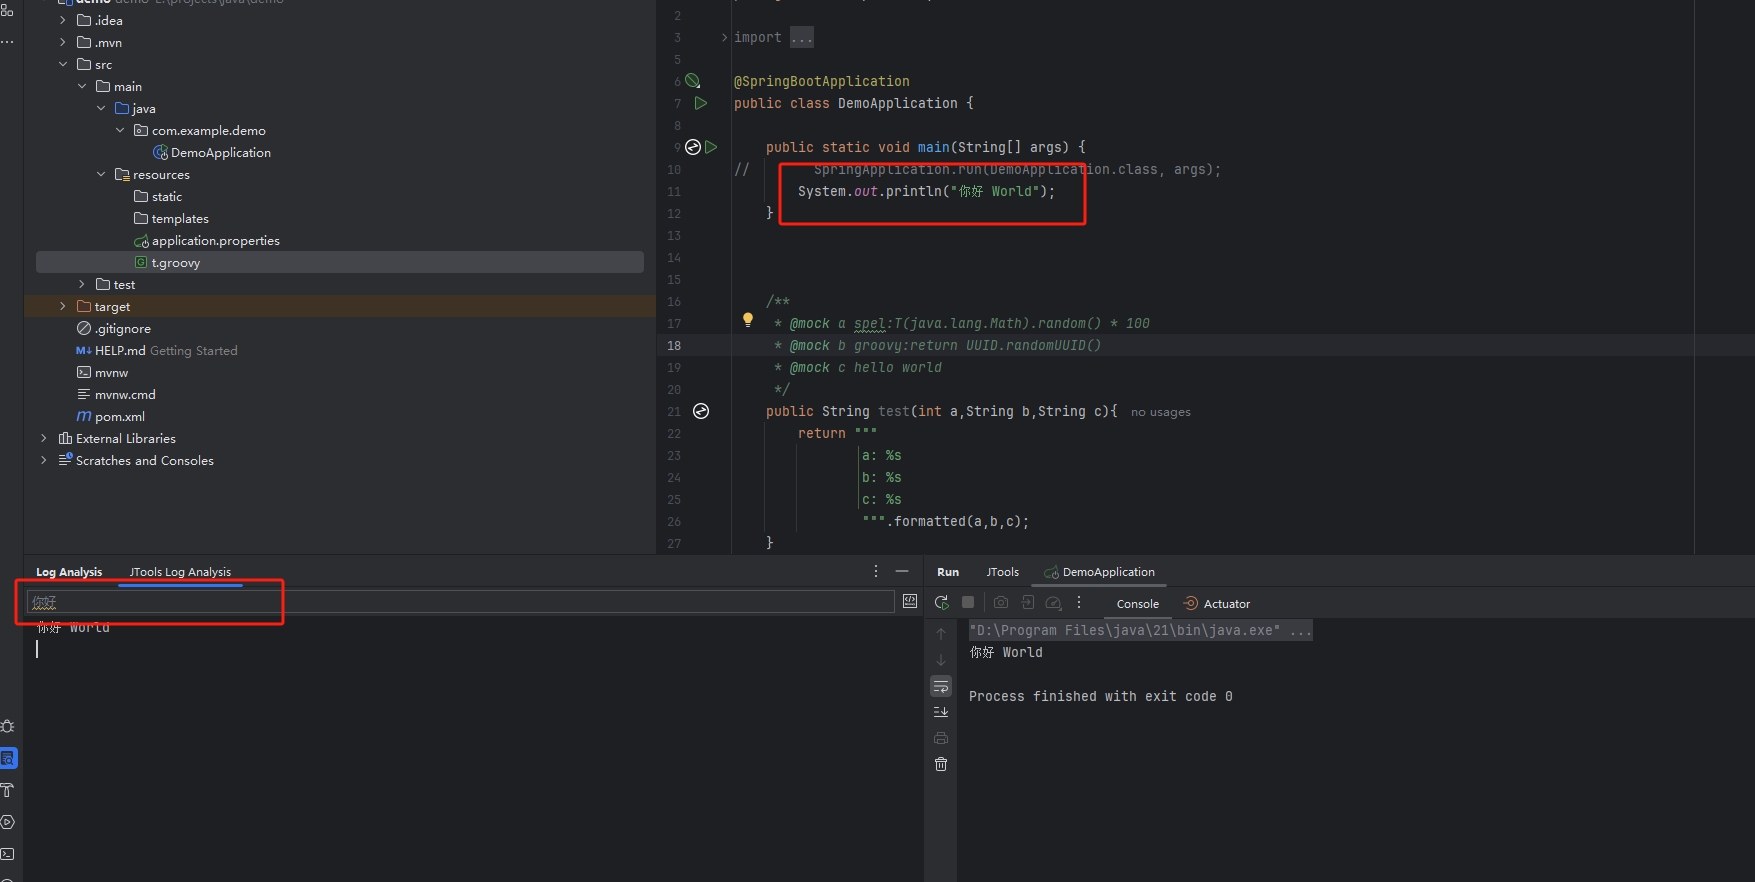 demo demo E:\projects\java\demo
.idea
.mvn
src
main
java
com.example.demo
DemoApplication
resources
static
templates
application.properties
t.groovy
test
target
.gitignore
HELP.md Getting Started
mvnw
mvnw.cmd
pom.xml
External Libraries
Scratches and Consoles
2
3 import ...
5
6 @SpringBootApplication
7 public class DemoApplication {
8
9 public static void main(String[] args) {
10 // SpringApplication.run(DemoApplication.class, args);
11 System.out.println("你好 World");
12 }
13
14
15
16 /**
17 * @mock a spel:T(java.lang.Math).random() * 100
18 * @mock b groovy:return UUID.randomUUID()
19 * @mock c hello world
20 */
21 public String test(int a,String b,String c){ no usages
22 return """
23 a: %s
24 b: %s
25 c: %s
26 """.formatted(a,b,c);
27 }
Log Analysis JTools Log Analysis
你好
你好 World
Run JTools DemoApplication
Console Actuator
"D:\Program Files\java\21\bin\java.exe" ...
你好 World
Process finished with exit code 0